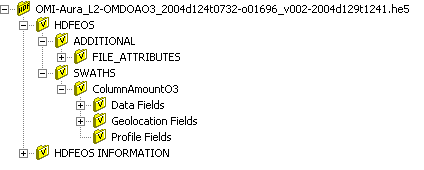 OMI-Aura_L2-OMDOAO3_2004d124t0732-o01696_v002-2004d129t1241.he5
HDFEOS
ADDITIONAL
FILE_ATTRIBUTES
SWATHS
ColumnAmountO3
Data Fields
Geolocation Fields
Profile Fields
HDFEOS INFORMATION